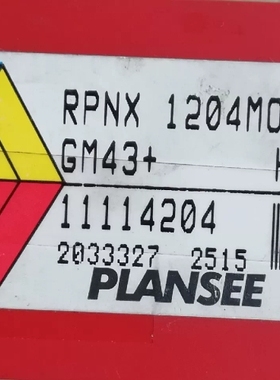 RPNX 1204MO
GM43+
11114204
2033327 2515
PLANSEE